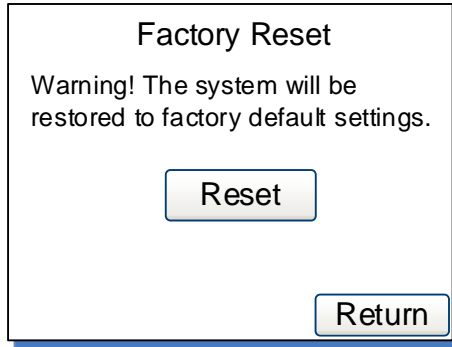 Factory Reset
Warning! The system will be
restored to factory default settings.
Reset
Return